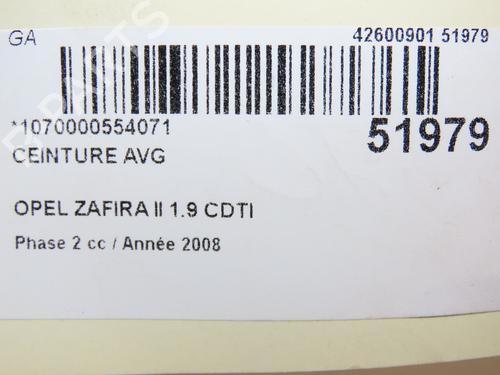 GA
42600901 51979
*1070000554071
51979
CEINTURE AVG
OPEL ZAFIRA II 1.9 CDTI
Phase 2 cc / Année 2008